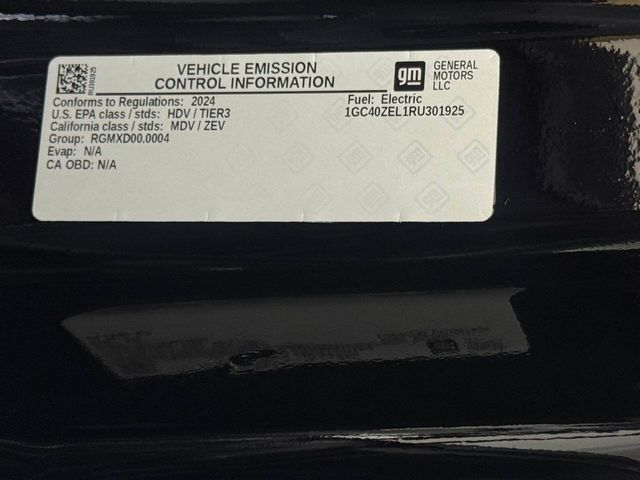 RU301925
VEHICLE EMISSION
CONTROL INFORMATION
gm
GENERAL
MOTORS
LLC
Conforms to Regulations: 2024
U.S. EPA class / stds: HDV / TIER3
California class / stds: MDV / ZEV
Group: RGMXD00.0004
Evap: N/A
CA OBD: N/A
Fuel: Electric
1GC40ZEL1RU301925